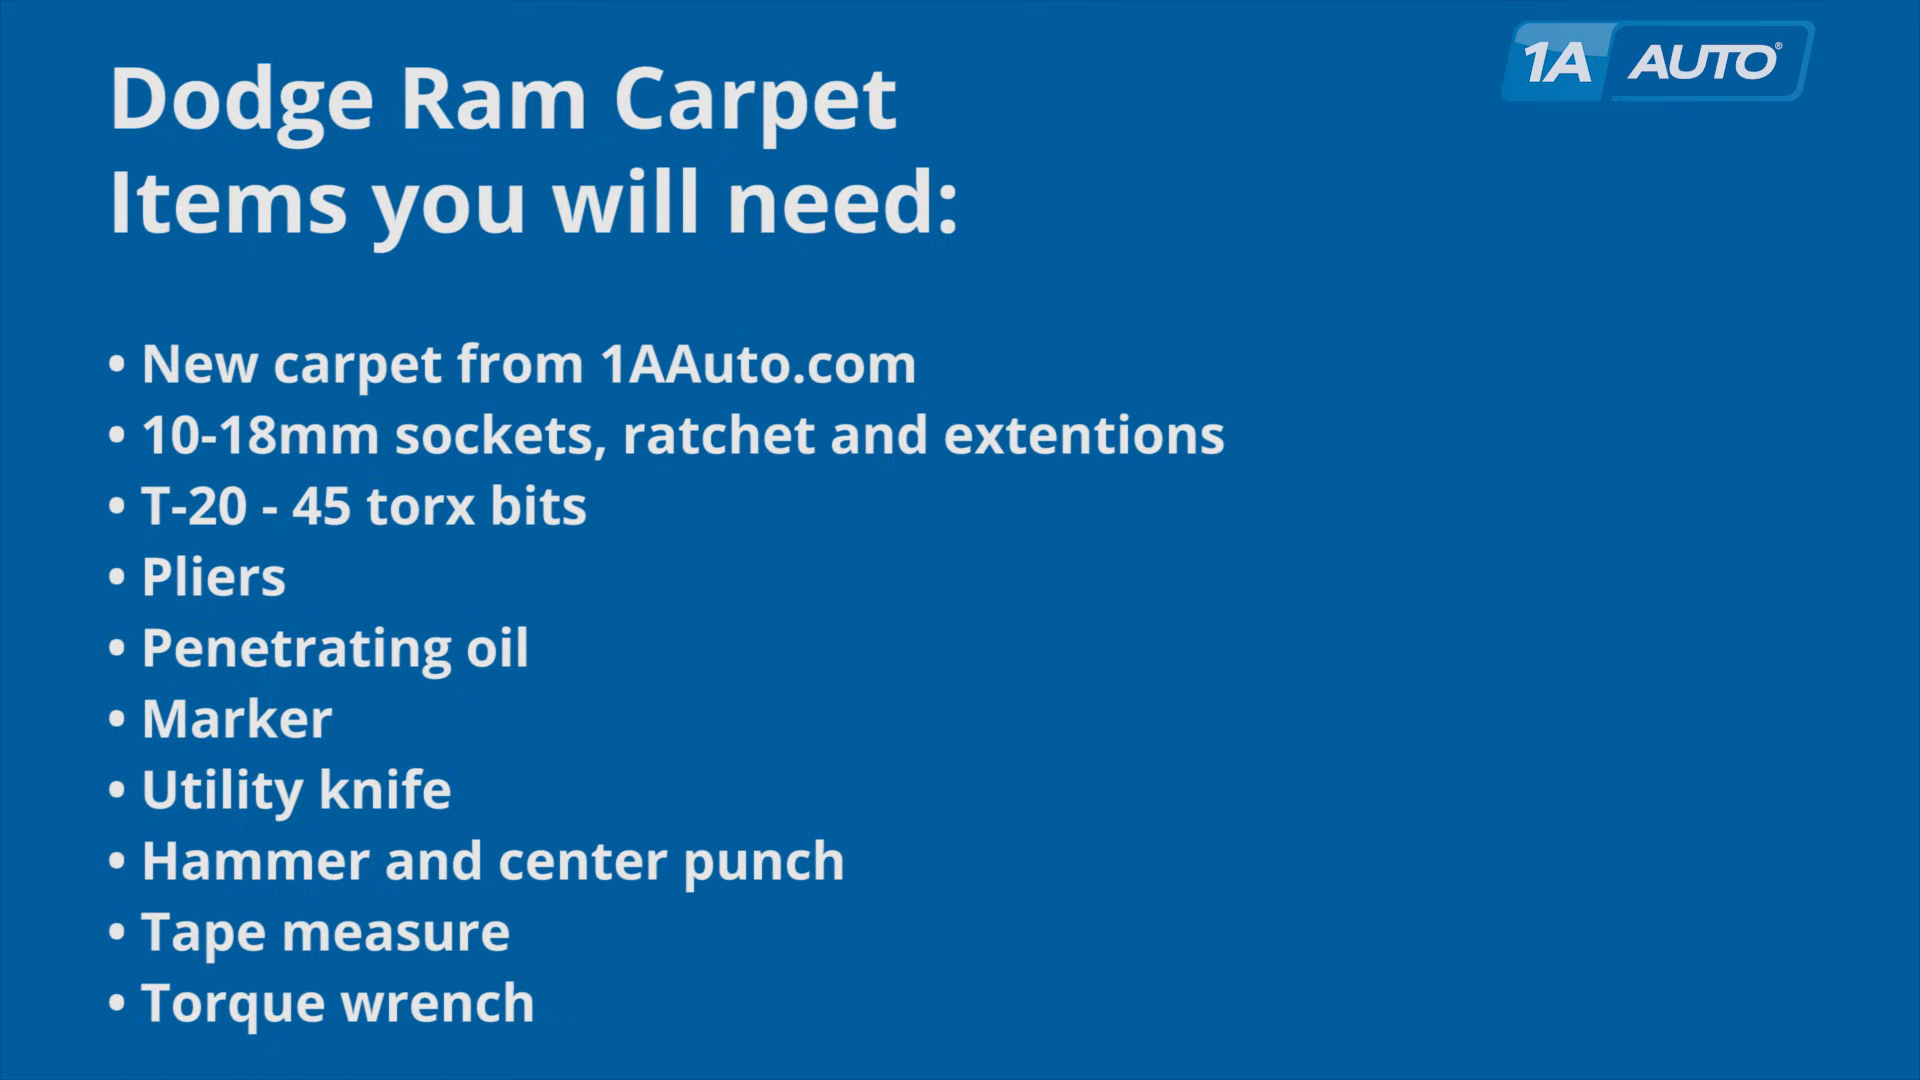 1A AUTO®
Dodge Ram Carpet
Items you will need:
• New carpet from 1AAuto.com
• 10-18mm sockets, ratchet and extentions
• T-20 - 45 torx bits
• Pliers
• Penetrating oil
• Marker
• Utility knife
• Hammer and center punch
• Tape measure
• Torque wrench